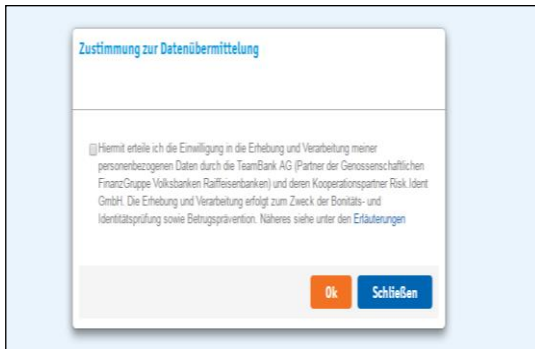 Zustimmung zur Datenübermittelung
Hiermit erteile ich die Einwilligung in die Erhebung und Verarbeitung meiner
personenbezogenen Daten durch die TeamBank AG (Partner der Genossenschaftlichen
FinanzGruppe Volksbanken Raiffeisenbanken) und deren Kooperationspartner Risk Ident
GmbH. Die Erhebung und Verarbeitung erfolgt zum Zweck der Bonitäts- und
Identitätsprüfung sowie Betrugsprävention. Näheres siehe unter den Erläuterungen
Ok Schließen